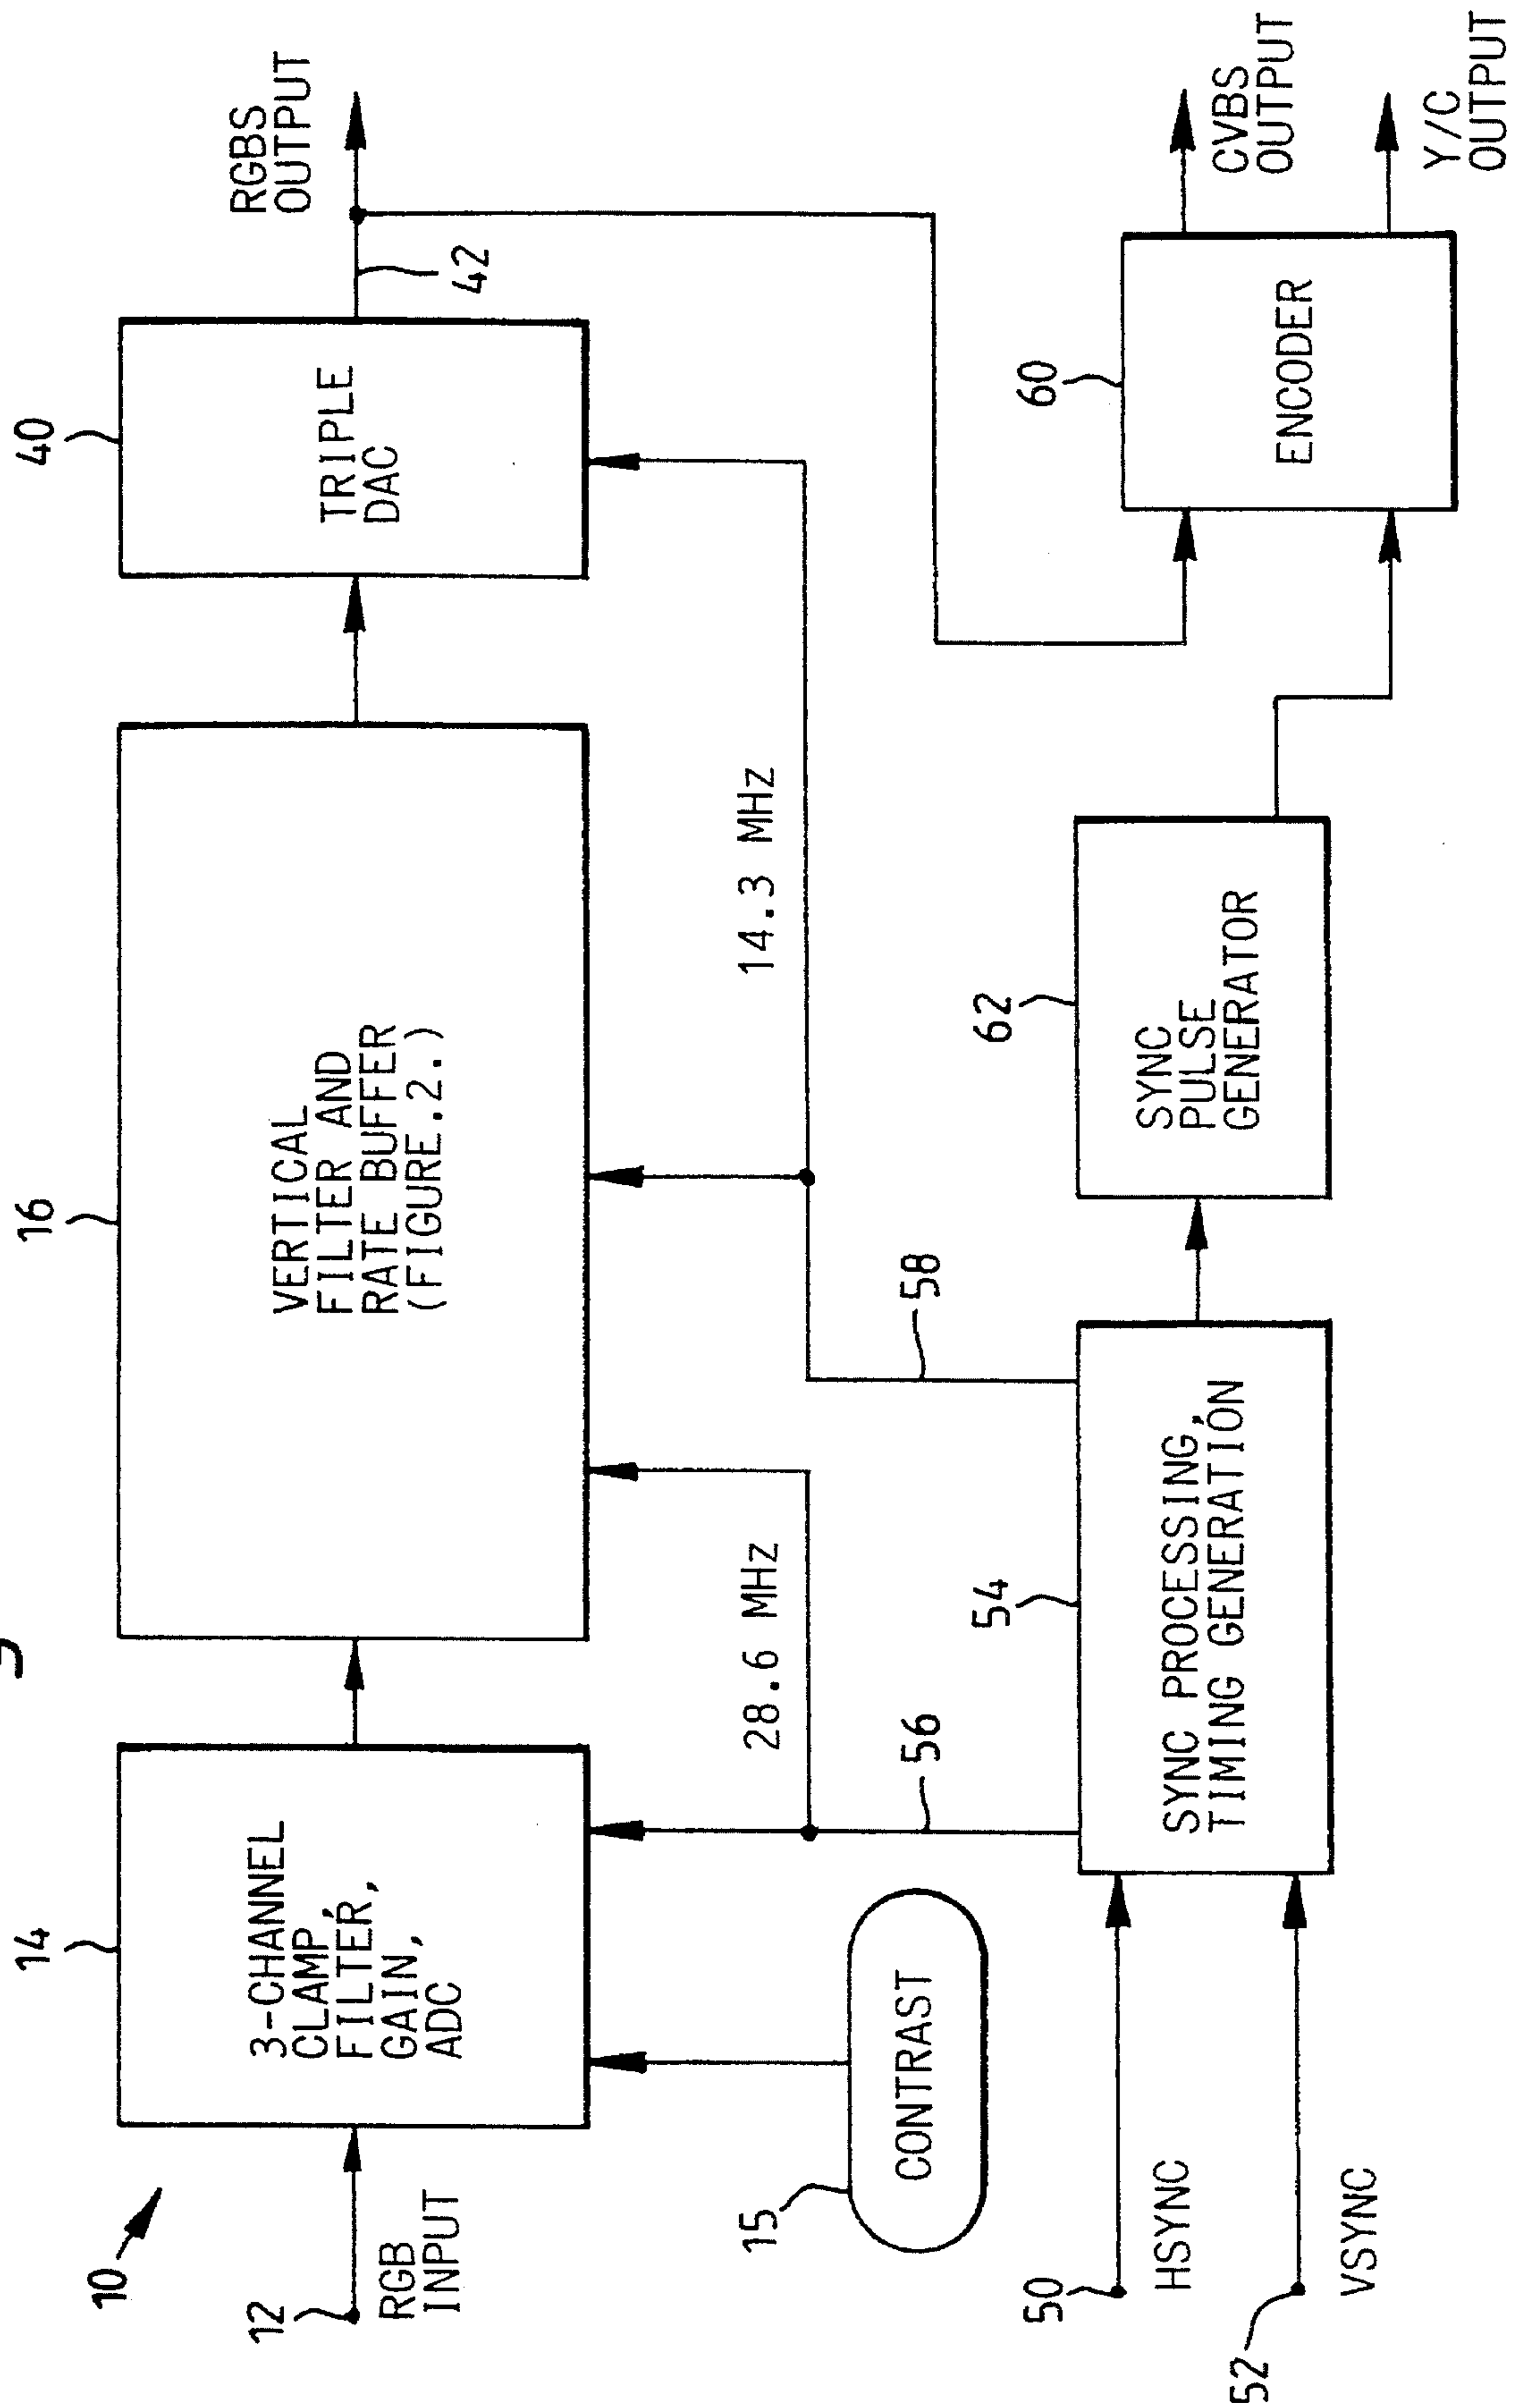 10
12
RGB
INPUT
14
3-CHANNEL
CLAMP,
FILTER,
GAIN,
ADC
15
CONTRAST
16
VERTICAL
FILTER AND
RATE BUFFER
(FIGURE.2.)
28.6 MHz
56
58
14.3 MHz
40
TRIPLE
DAC
42
RGBS
OUTPUT
50
HSYNC
52
VSYNC
54
SYNC PROCESSING,
TIMING GENERATION
62
SYNC
PULSE
GENERATOR
60
ENCODER
CVBS
OUTPUT
Y/C
OUTPUT